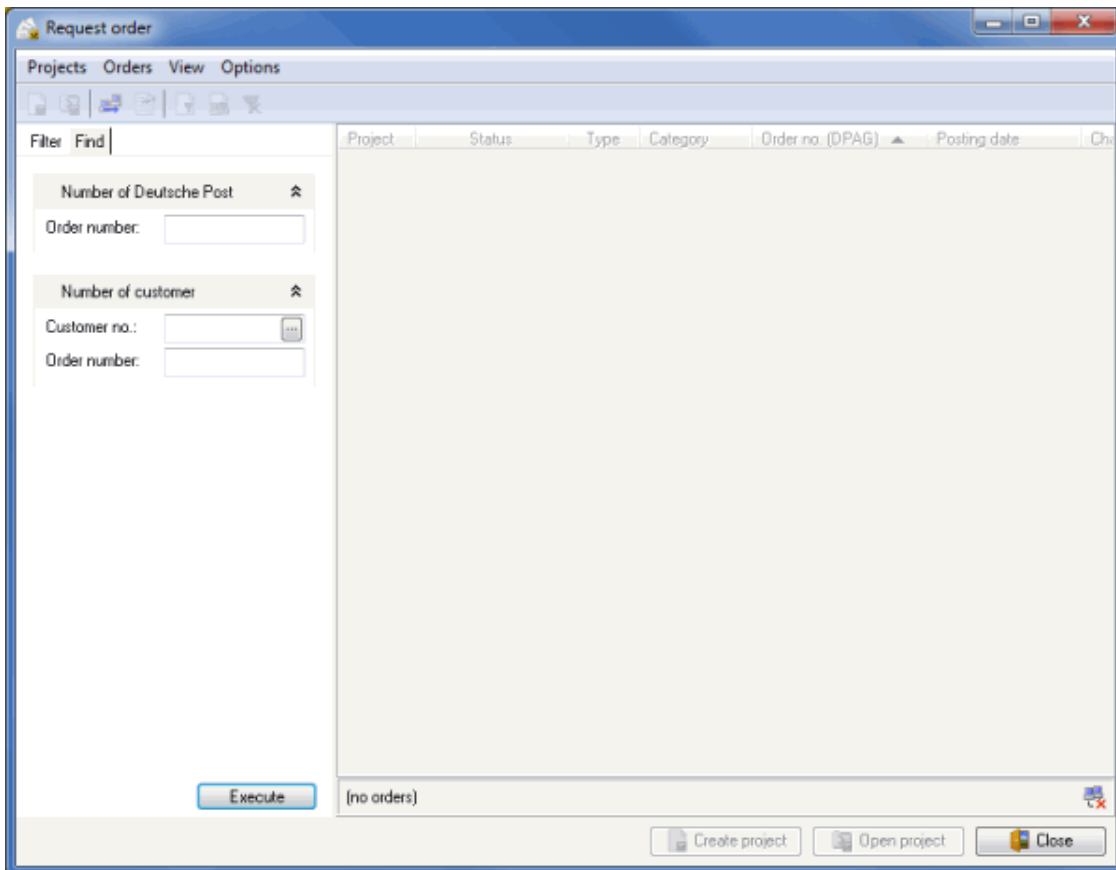 Request order
Projects Orders View Options
Filter Find
Project Status Type Category Order no. (DPAG) Posting date
Number of Deutsche Post
Order number:
Number of customer
Customer no.:
...
Order number:
Execute
(no orders)
Create project Open project Close